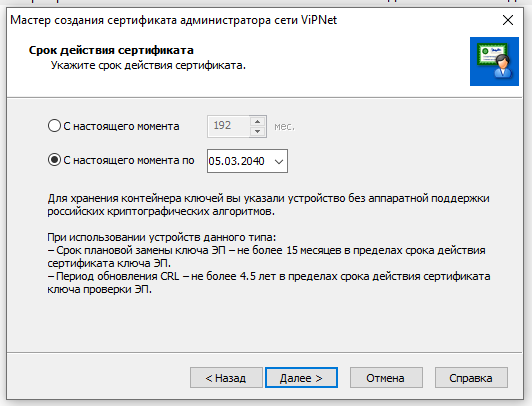 Мастер создания сертификата администратора сети ViPNet
Срок действия сертификата
Укажите срок действия сертификата.
С настоящего момента 192 мес.
С настоящего момента по 05.03.2040
Для хранения контейнера ключей вы указали устройство без аппаратной поддержки
российских криптографических алгоритмов.
При использовании устройств данного типа:
– Срок плановой замены ключа ЭП – не более 15 месяцев в пределах срока действия
сертификата ключа ЭП.
– Период обновления CRL – не более 4.5 лет в пределах срока действия сертификата
ключа проверки ЭП.
< Назад Далее > Отмена Справка